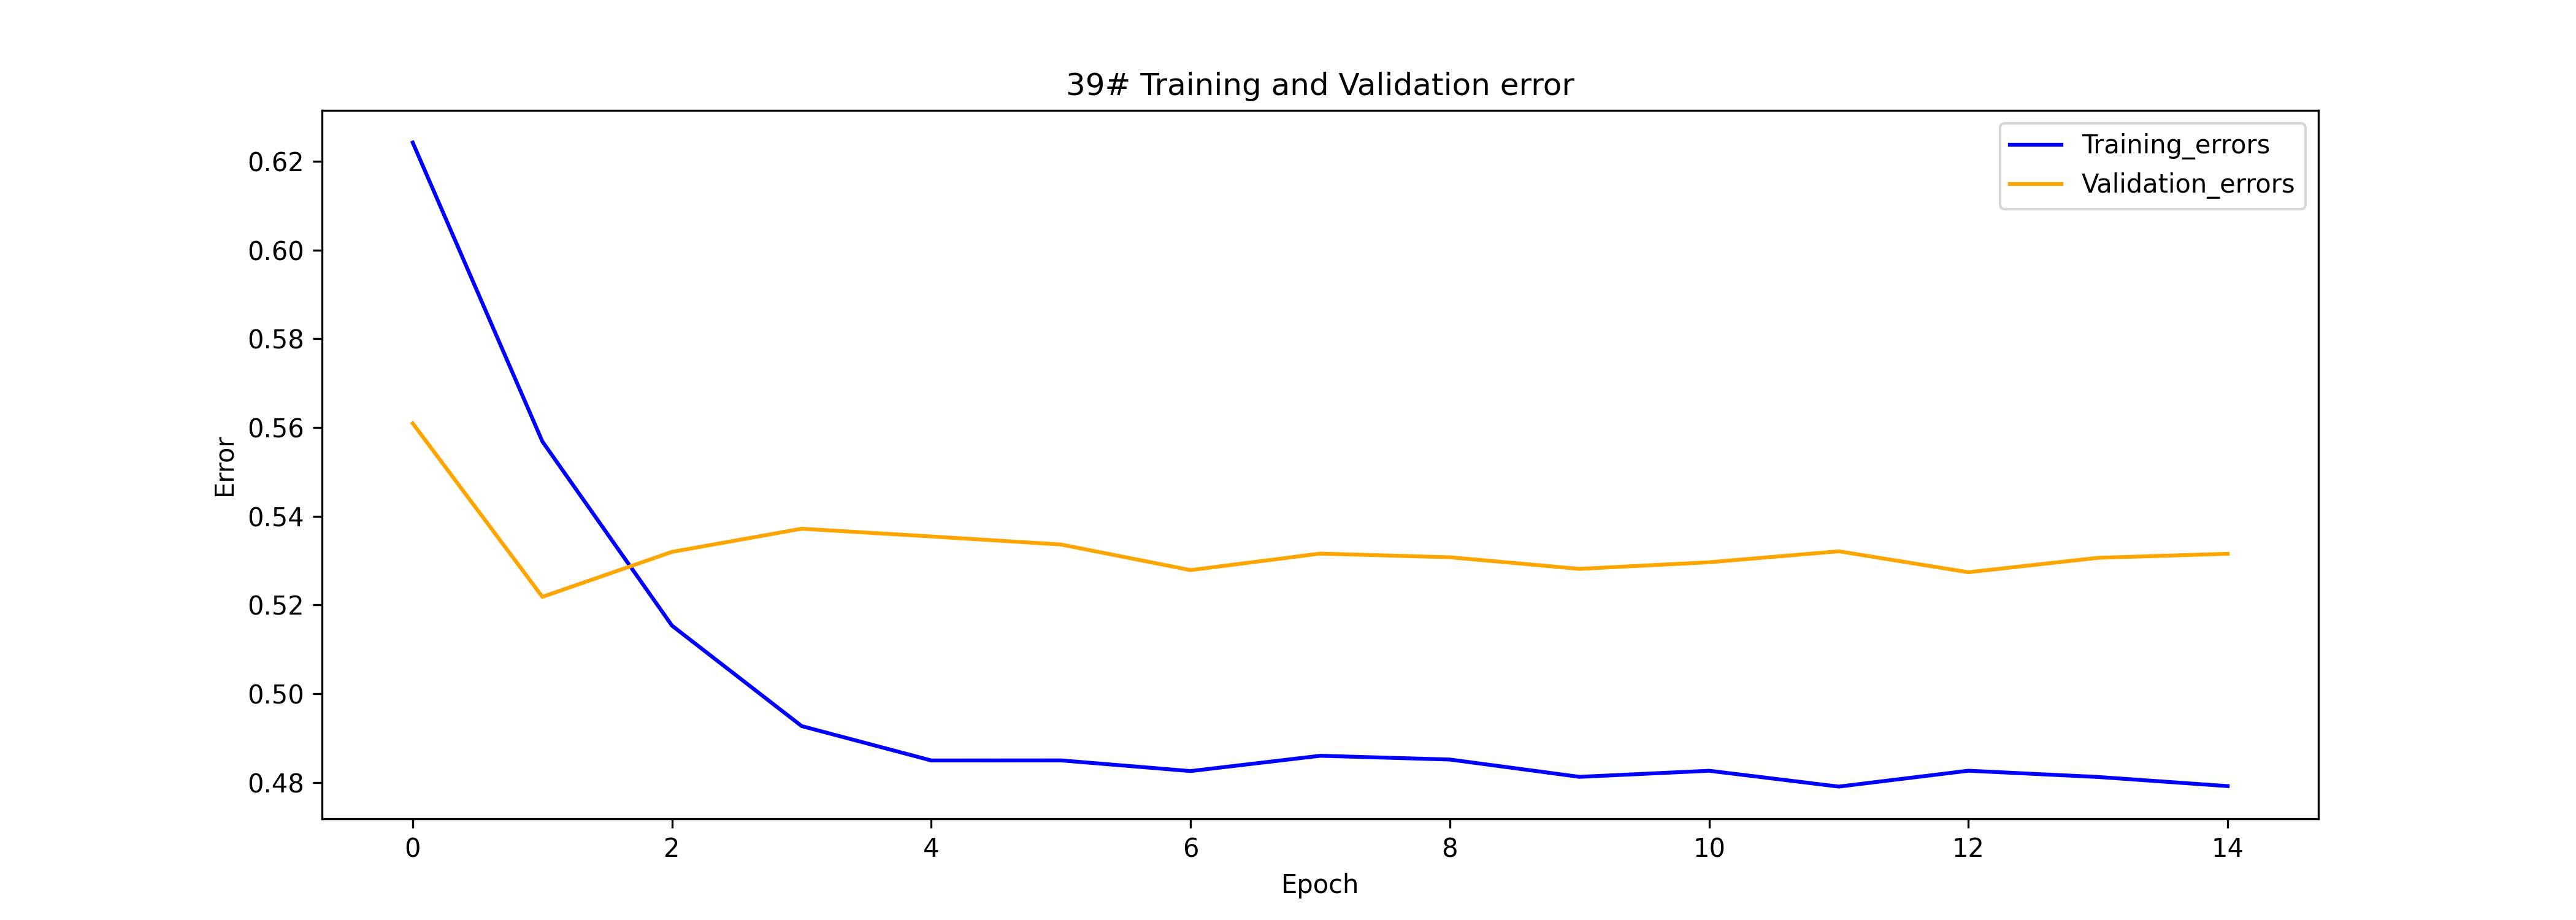 39# Training and Validation error
Training_errors
Validation_errors
0.62
0.60
0.58
0.56
0.54
0.52
0.50
0.48
Error
0 2 4 6 8 10 12 14
Epoch